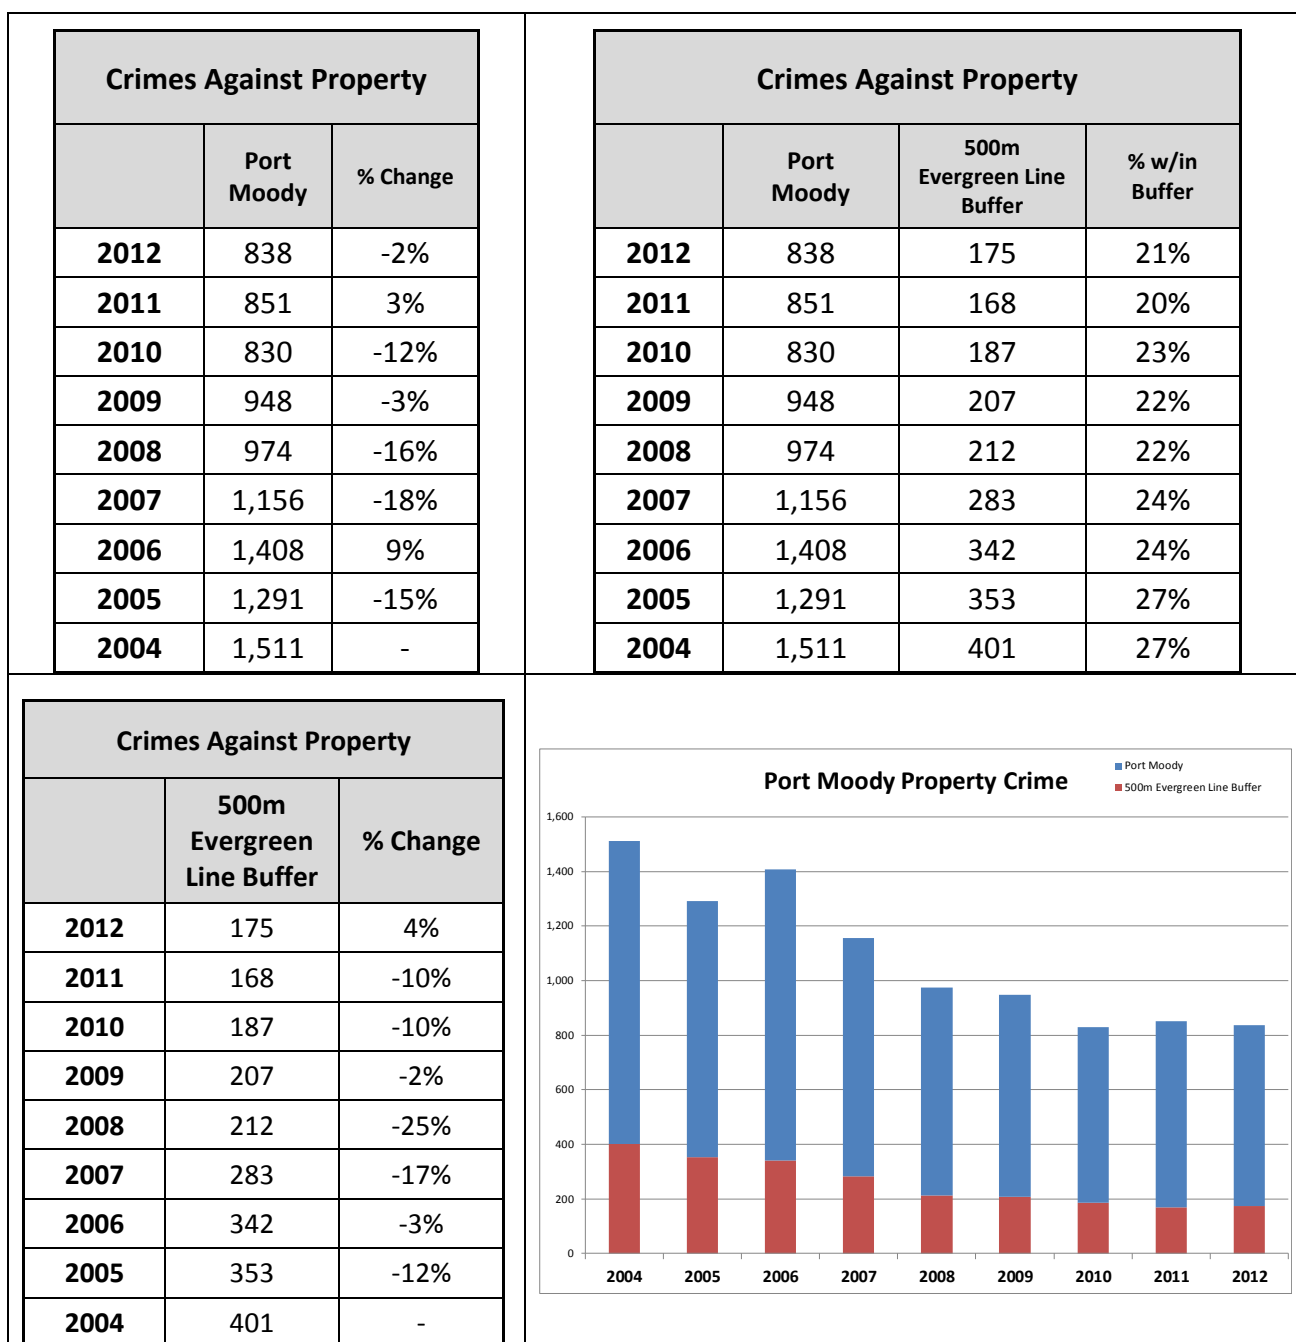 Crimes Against Property
Port Moody % Change
2012 838 -2%
2011 851 3%
2010 830 -12%
2009 948 -3%
2008 974 -16%
2007 1,156 -18%
2006 1,408 9%
2005 1,291 -15%
2004 1,511 -
Crimes Against Property
Port Moody 500m Evergreen Line Buffer % w/in Buffer
2012 838 175 21%
2011 851 168 20%
2010 830 187 23%
2009 948 207 22%
2008 974 212 22%
2007 1,156 283 24%
2006 1,408 342 24%
2005 1,291 353 27%
2004 1,511 401 27%
Crimes Against Property
500m Evergreen Line Buffer % Change
2012 175 4%
2011 168 -10%
2010 187 -10%
2009 207 -2%
2008 212 -25%
2007 283 -17%
2006 342 -3%
2005 353 -12%
2004 401 -
Port Moody Property Crime
Port Moody
500m Evergreen Line Buffer
1,600
1,400
1,200
1,000
800
600
400
200
0
2004 2005 2006 2007 2008 2009 2010 2011 2012